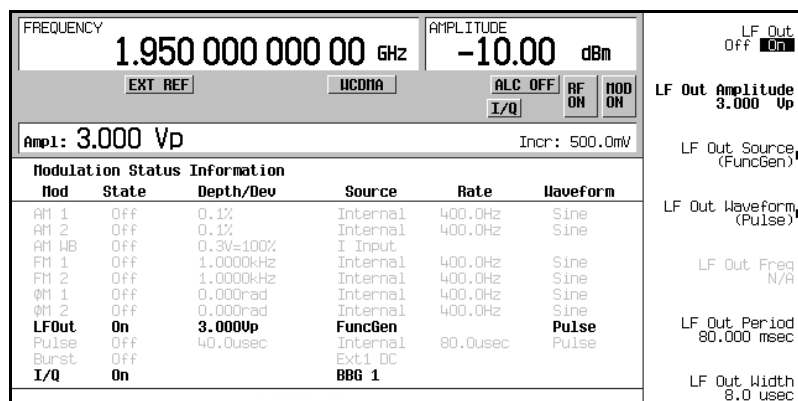 FREQUENCY
1.950 000 000 00 GHz
AMPLITUDE
-10.00 dBm
EXT REF
WCDMA
ALC OFF
I/Q
RF ON
MOD ON
Ampl: 3.000 Vp
Incr: 500.0mV
Modulation Status Information
Mod State Depth/Dev Source Rate Waveform
AM 1 Off 0.1% Internal 400.0Hz Sine
AM 2 Off 0.1% Internal 400.0Hz Sine
AM WB Off 0.3V=100% I Input
FM 1 Off 1.0000kHz Internal 400.0Hz Sine
FM 2 Off 1.0000kHz Internal 400.0Hz Sine
ΦM 1 Off 0.000rad Internal 400.0Hz Sine
ΦM 2 Off 0.000rad Internal 400.0Hz Sine
LFOut On 3.000Vp FuncGen Pulse
Pulse Off 40.0usec Internal 80.0usec Pulse
Burst Off Ext1 DC
I/Q On BBG 1
LF Out
Off On
LF Out Amplitude
3.000 Vp
LF Out Source
(FuncGen)
LF Out Waveform
(Pulse)
LF Out Freq
N/A
LF Out Period
80.000 msec
LF Out Width
8.0 usec